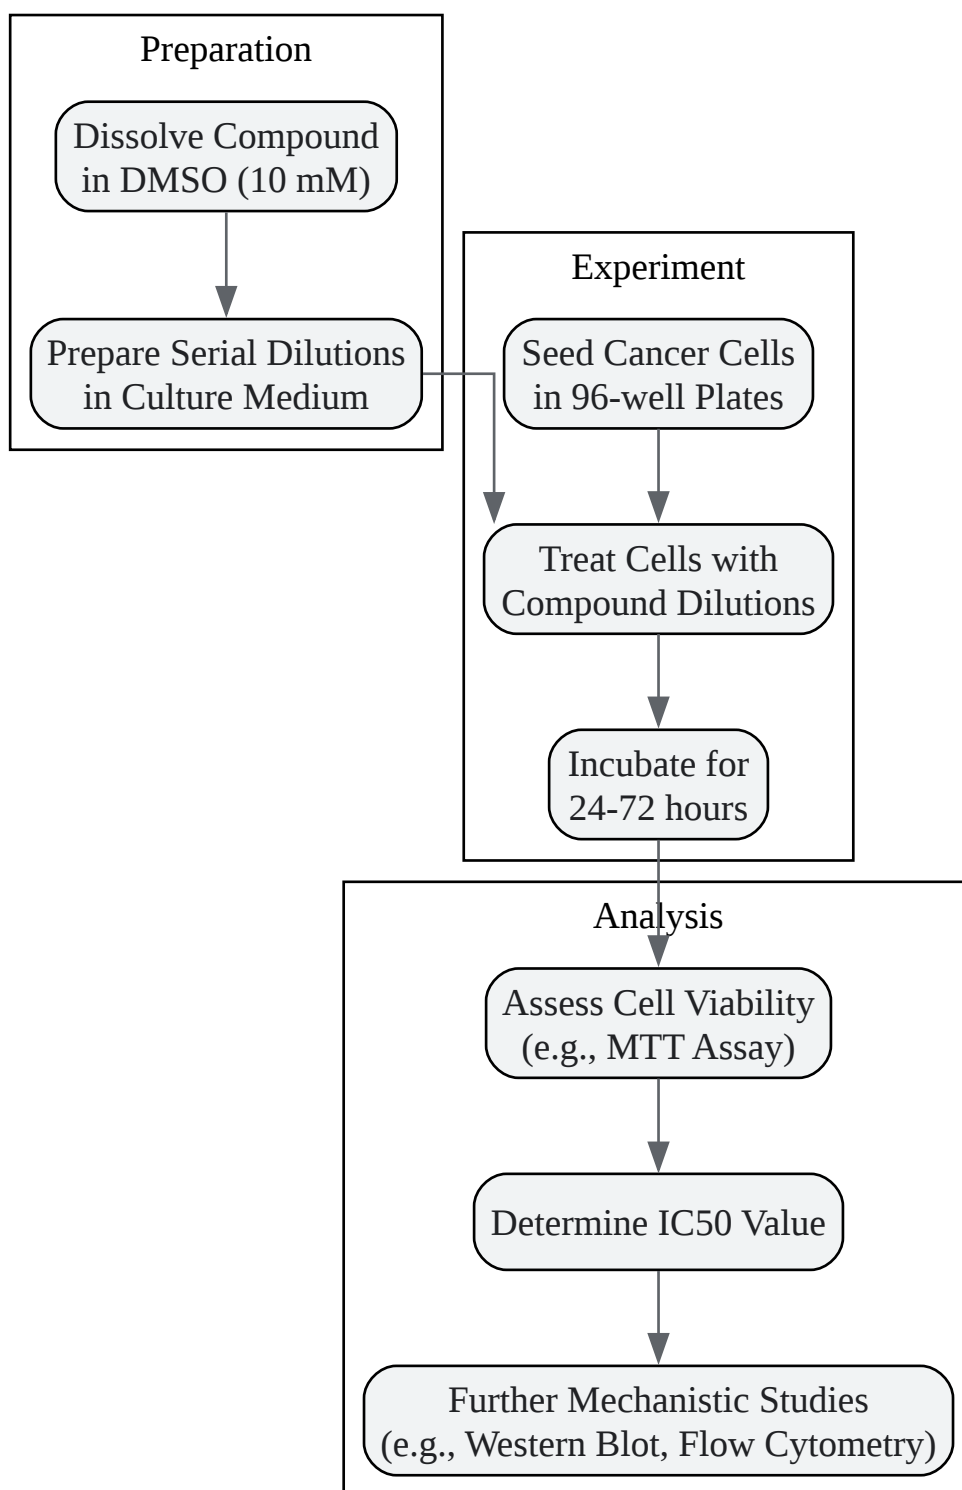 Preparation
Dissolve Compound
in DMSO (10 mM)
Prepare Serial Dilutions
in Culture Medium
Experiment
Seed Cancer Cells
in 96-well Plates
Treat Cells with
Compound Dilutions
Incubate for
24-72 hours
Analysis
Assess Cell Viability
(e.g., MTT Assay)
Determine IC50 Value
Further Mechanistic Studies
(e.g., Western Blot, Flow Cytometry)